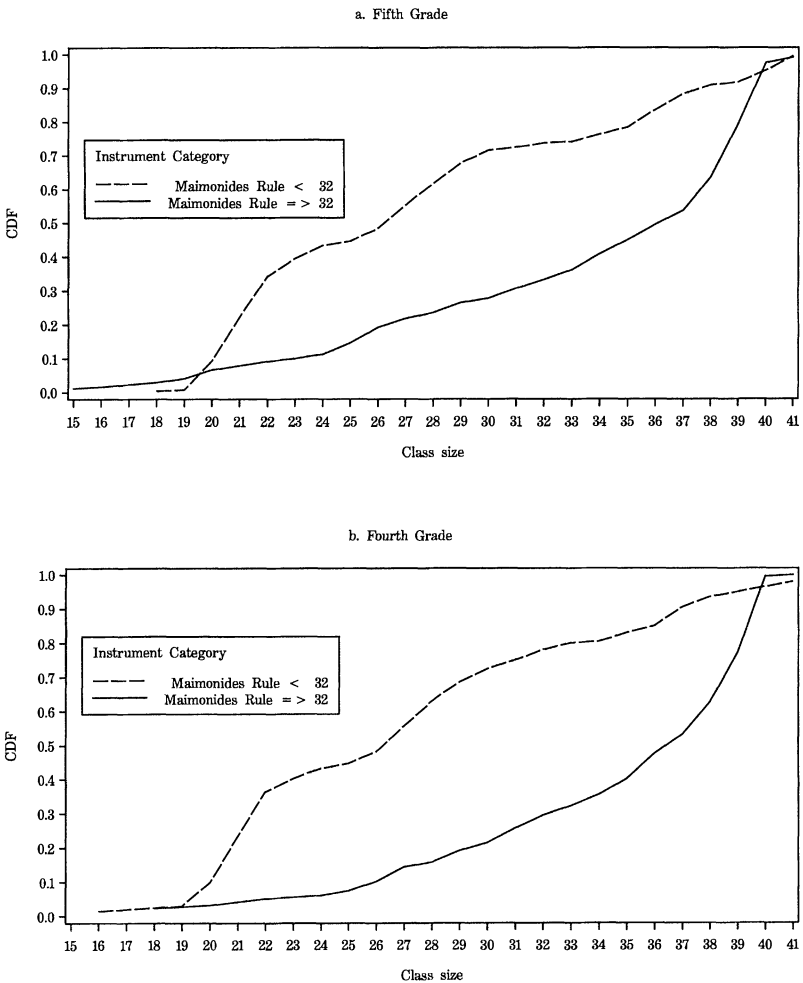 a. Fifth Grade
1.0
0.9
0.8
0.7
0.6
0.5
0.4
0.3
0.2
0.1
0.0
CDF
Instrument Category
Maimonides Rule < 32
Maimonides Rule = > 32
15 16 17 18 19 20 21 22 23 24 25 26 27 28 29 30 31 32 33 34 35 36 37 38 39 40 41
Class size
b. Fourth Grade
1.0
0.9
0.8
0.7
0.6
0.5
0.4
0.3
0.2
0.1
0.0
CDF
Instrument Category
Maimonides Rule < 32
Maimonides Rule = > 32
15 16 17 18 19 20 21 22 23 24 25 26 27 28 29 30 31 32 33 34 35 36 37 38 39 40 41
Class size